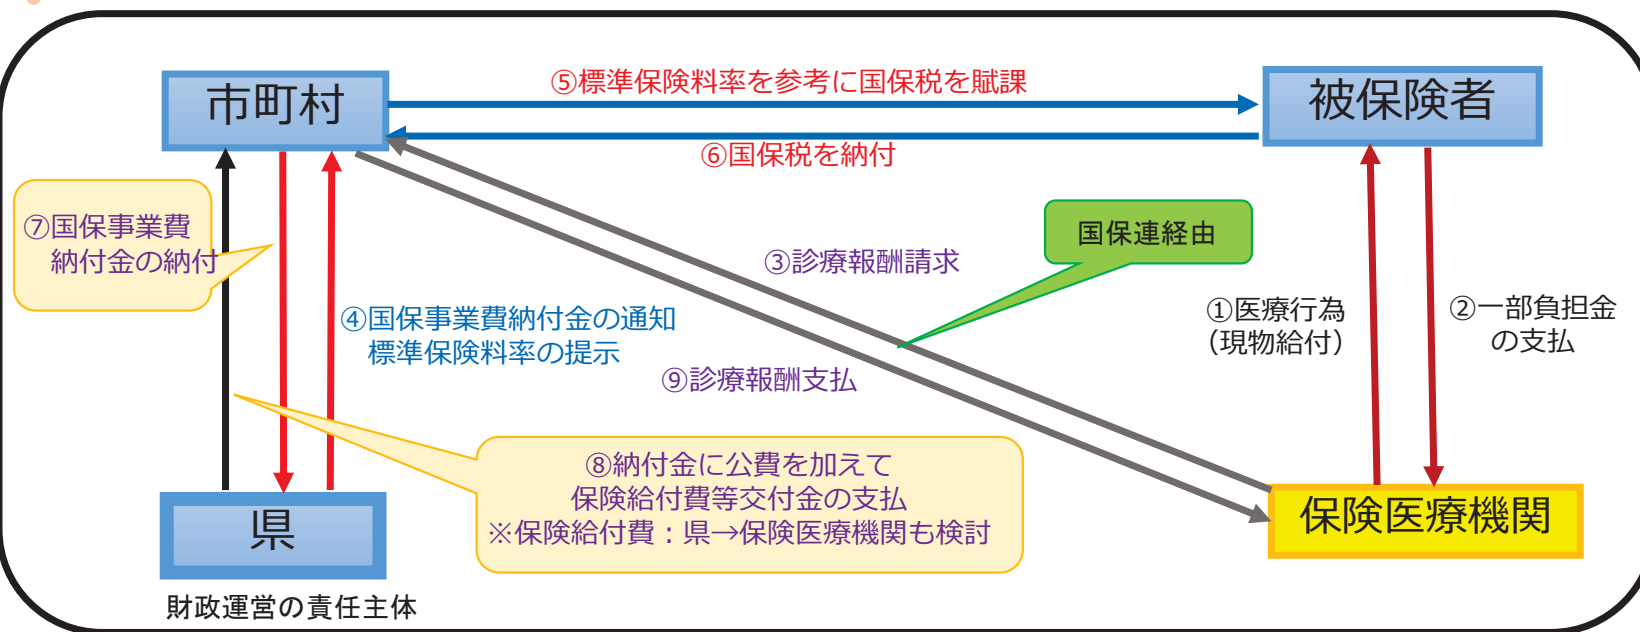 ⑤標準保険料率を参考に国保税を賦課
市町村
被保険者
⑥国保税を納付
⑦国保事業費
納付金の納付
国保連経由
③診療報酬請求
④国保事業費納付金の通知
標準保険料率の提示
①医療行為
（現物給付）
②一部負担金
の支払
⑨診療報酬支払
⑧納付金に公費を加えて
保険給付費等交付金の支払
※保険給付費：県→保険医療機関も検討
県
保険医療機関
財政運営の責任主体